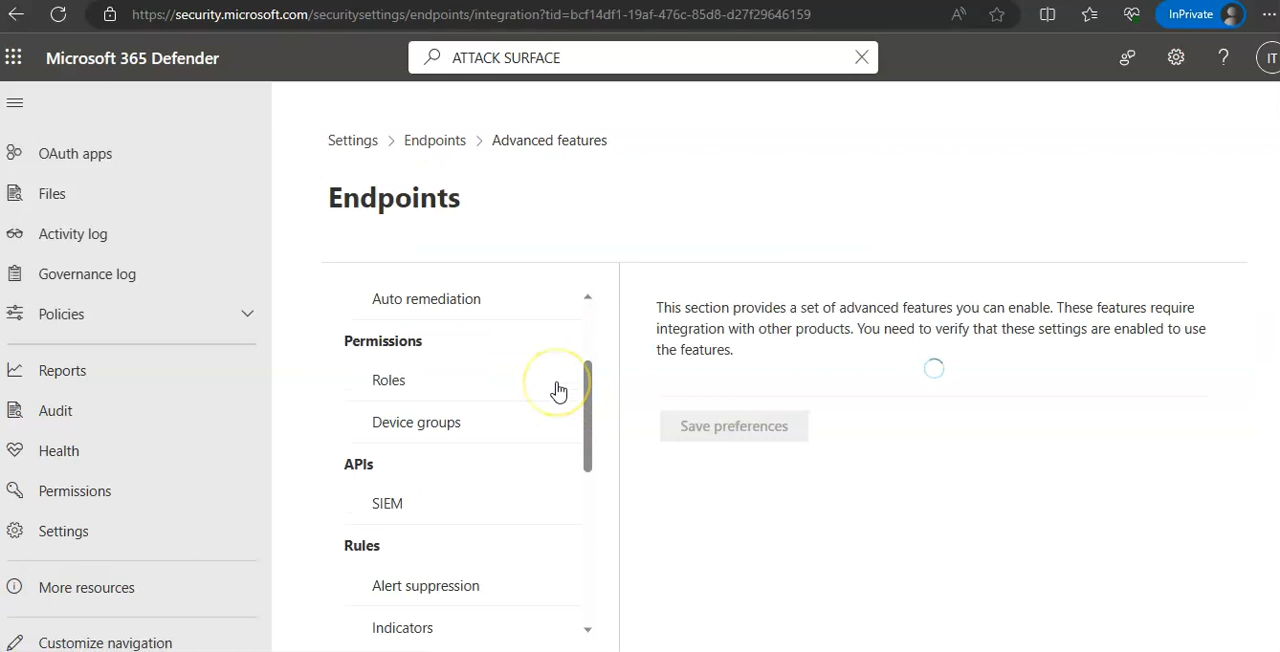 https://security.microsoft.com/securitysettings/endpoints/integration?tid=bcf14df1-19af-476c-85d8-d27f29646159
InPrivate
Microsoft 365 Defender
ATTACK SURFACE
IT
OAuth apps
Files
Activity log
Governance log
Policies
Reports
Audit
Health
Permissions
Settings
More resources
Customize navigation
Settings > Endpoints > Advanced features
Endpoints
Auto remediation
Permissions
Roles
Device groups
APIs
SIEM
Rules
Alert suppression
Indicators
This section provides a set of advanced features you can enable. These features require
integration with other products. You need to verify that these settings are enabled to use
the features.
Save preferences